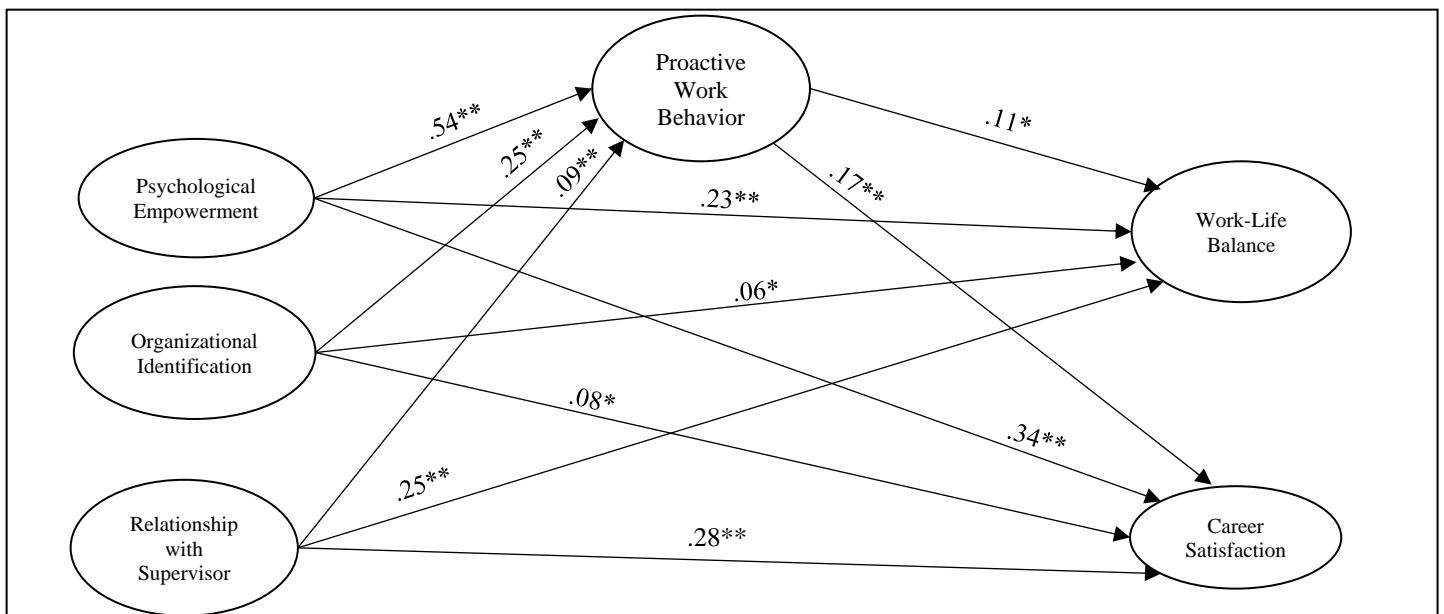 Proactive
Work
Behavior
.54**
.25**
.09**
.11*
.17**
Psychological
Empowerment
.23**
Work-Life
Balance
.06*
Organizational
Identification
.08*
.34**
.25**
Relationship
with
Supervisor
.28**
Career
Satisfaction